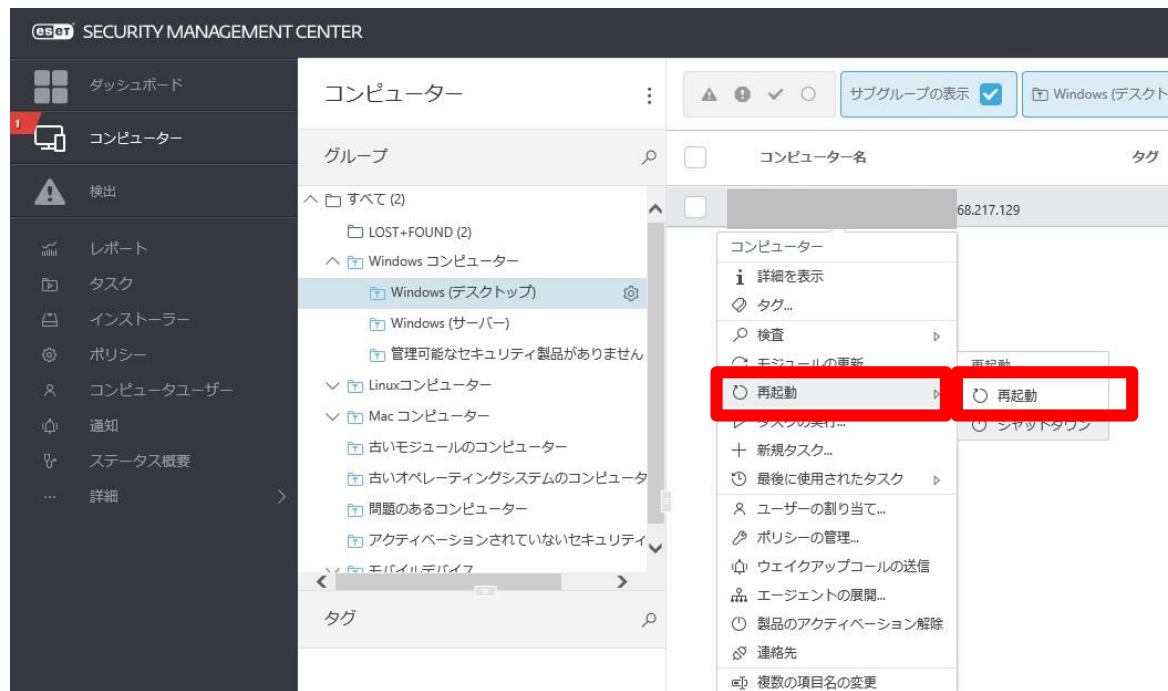 eset SECURITY MANAGEMENT CENTER
ダッシュボード
1
コンピューター
検出
レポート
タスク
インストーラー
ポリシー
コンピュータユーザー
通知
ステータス概要
詳細
コンピューター
グループ
すべて (2)
LOST+FOUND (2)
Windows コンピューター
Windows (デスクトップ)
Windows (サーバー)
管理可能なセキュリティ製品がありません
Linuxコンピューター
Mac コンピューター
古いモジュールのコンピューター
古いオペレーティングシステムのコンピュータ
問題のあるコンピューター
アクティベーションされていないセキュリティ
モバイルデバイス
タグ
サブグループの表示
Windows (デスクト
コンピューター名 タグ
68.217.129
コンピューター
詳細を表示
タグ...
検査
モジュールの更新
再起動
タスクの実行...
新規タスク...
最後に使用されたタスク
ユーザーの割り当て...
ポリシーの管理...
ウェイクアップコールの送信
エージェントの展開...
製品のアクティベーション解除
連絡先
複数の項目名の変更
再起動
再起動
シャットダウン